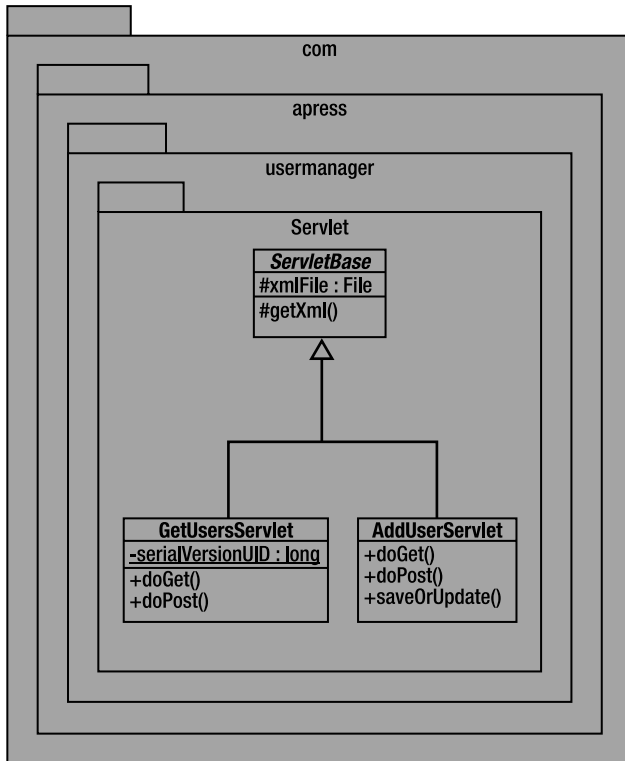 com
apress
usermanager
Servlet
ServletBase
#xmlFile : File
#getXml()
GetUsersServlet
-serialVersionUID : long
+doGet()
+doPost()
AddUserServlet
+doGet()
+doPost()
+saveOrUpdate()